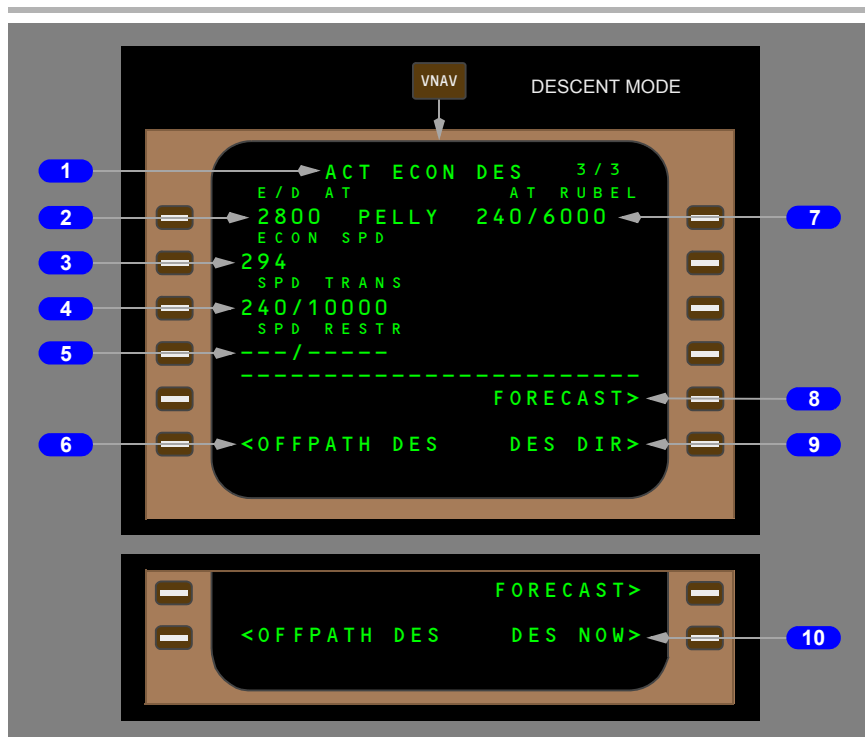 VNAV DESCENT MODE
1 ACT ECON DES 3/3
E/D AT AT RUBEL
2 2800 PELLY 240/6000 7
ECON SPD
3 294
SPD TRANS
4 240/10000
SPD RESTR
5 ---/-----
------------------------
FORECAST> 8
6 <OFFPATH DES DES DIR> 9
FORECAST>
<OFFPATH DES DES NOW> 10